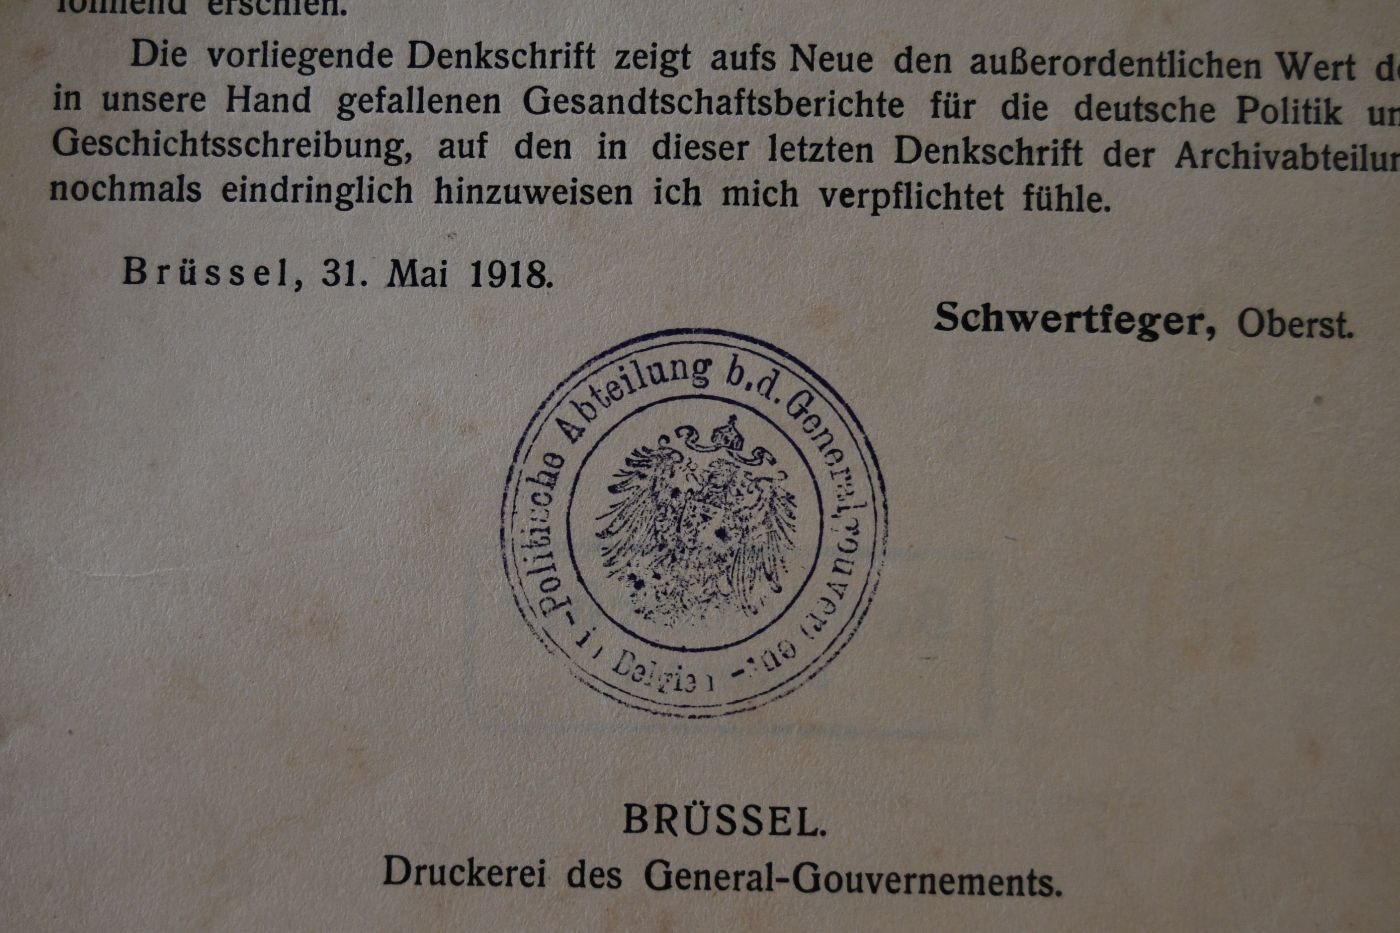 erschien.
Die vorliegende Denkschrift zeigt aufs Neue den außerordentlichen Wert
in unsere Hand gefallenen Gesandtschaftsberichte für die deutsche Politik
Geschichtsschreibung, auf den in dieser letzten Denkschrift der
nochmals eindringlich hinzuweisen ich mich verpflichtet fühle.
Brüssel, 31. Mai 1918.
Schwertfeger, Oberst.
Politische Abteilung b.d. Generalgouvernement
- in Belgien -
BRÜSSEL.
Druckerei des General-Gouvernements.